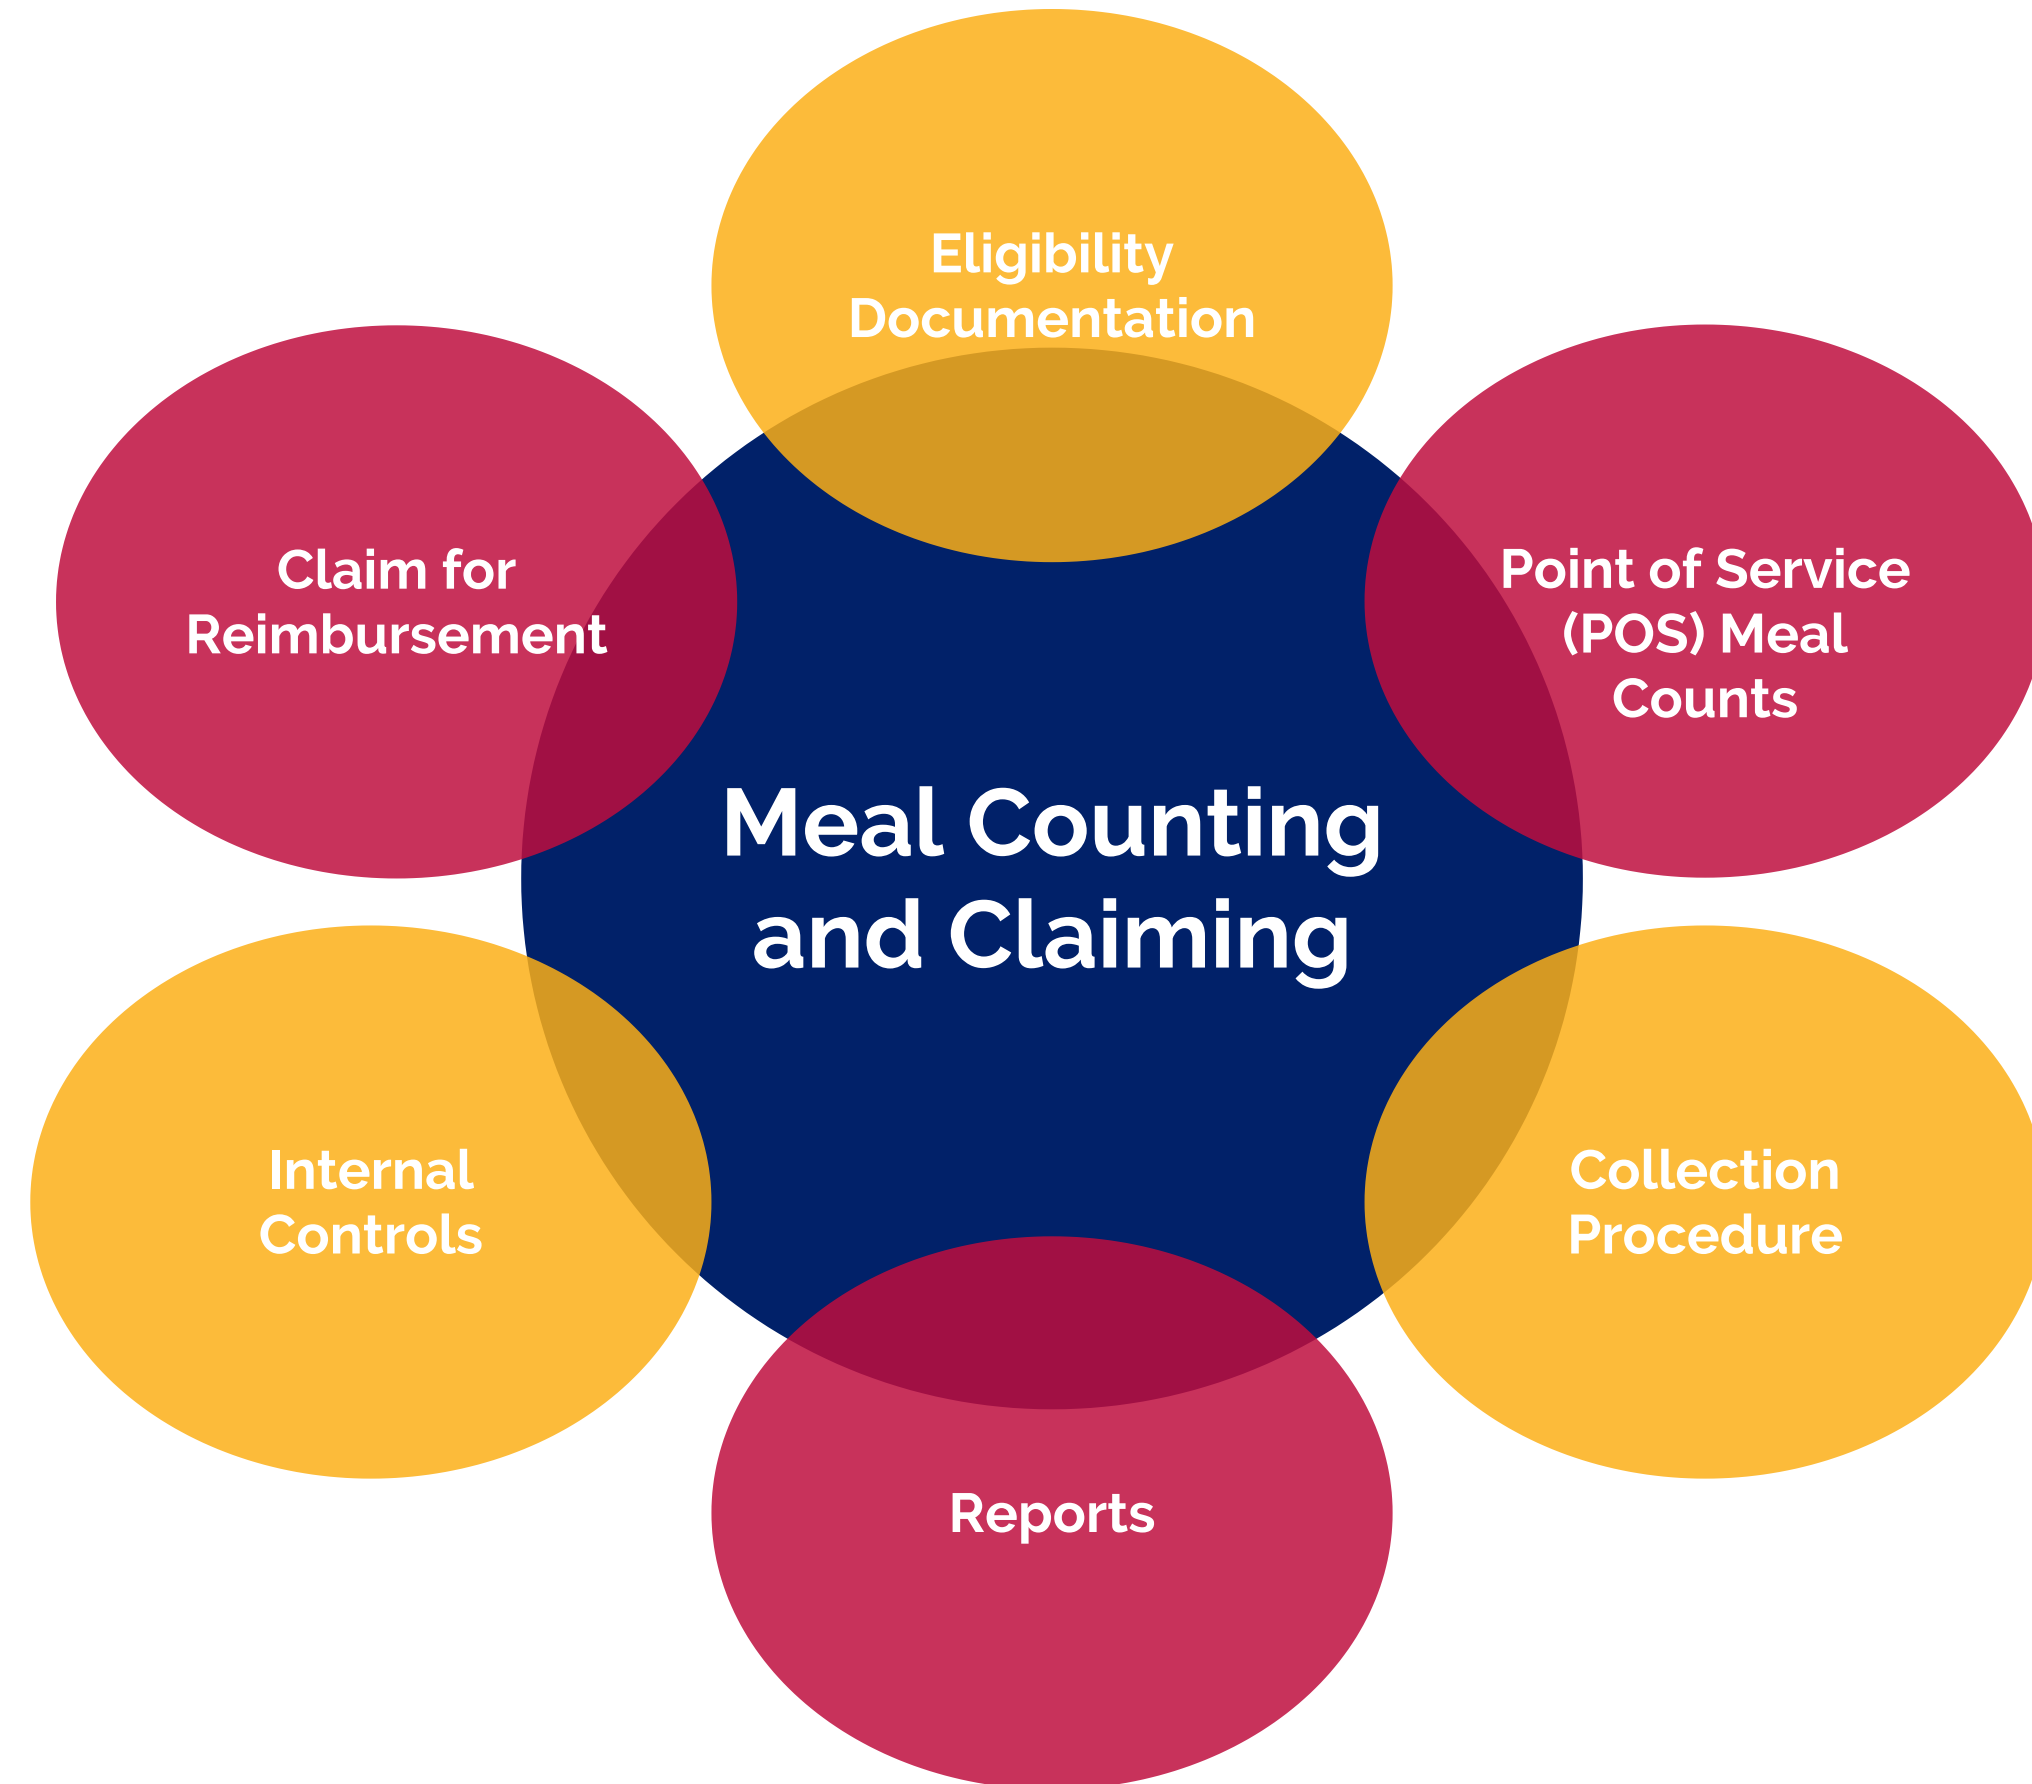 Eligibility
Documentation
Claim for
Reimbursement
Point of Service
(POS) Meal
Counts
Meal Counting
and Claiming
Internal
Controls
Collection
Procedure
Reports